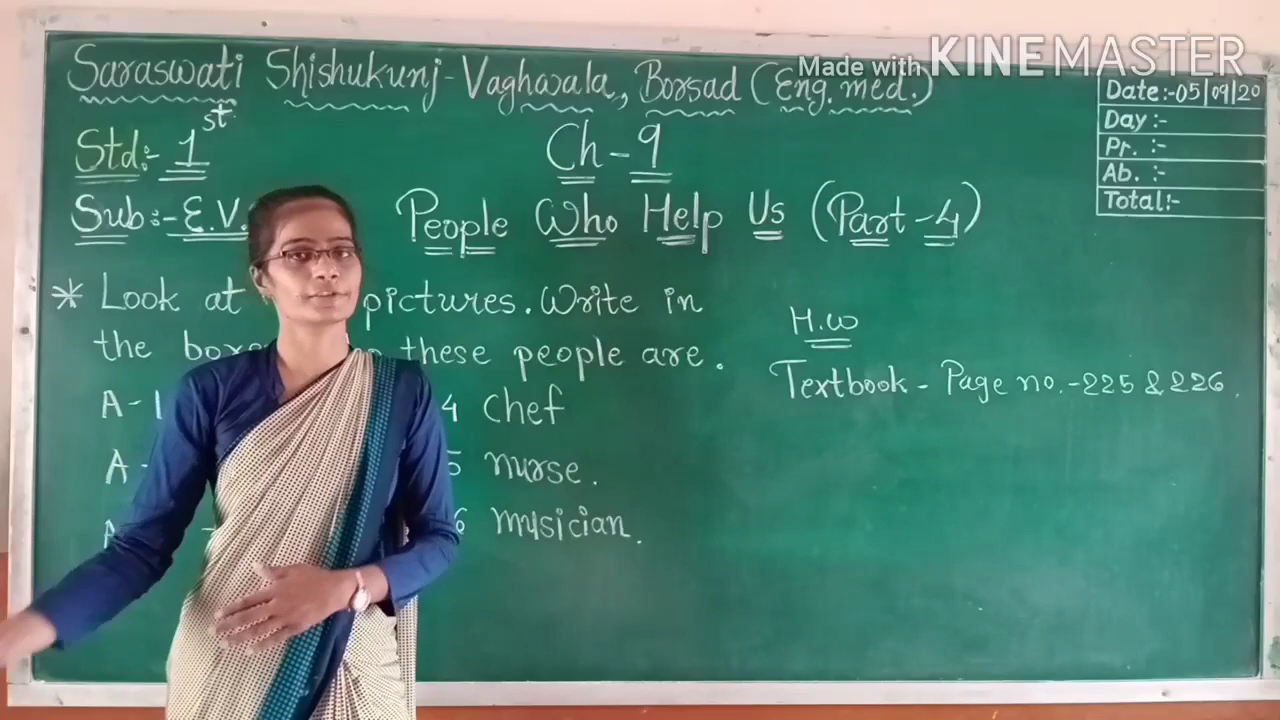 Saraswati Shishukunj-Vaghwala, Borsad (Eng. med.)
Made with KINEMASTER
Date:-05/09/20
Day:-
Pr. :-
Ab. :-
Total:-
Std:- 1st
Ch-9
Sub:- E.V.
People Who Help Us (Part-4)
* Look at pictures. Write in
the these people are.
A-1 4 chef
A- 5 nurse.
A 6 musician.
H.W
Textbook - Page no.-225 & 226.